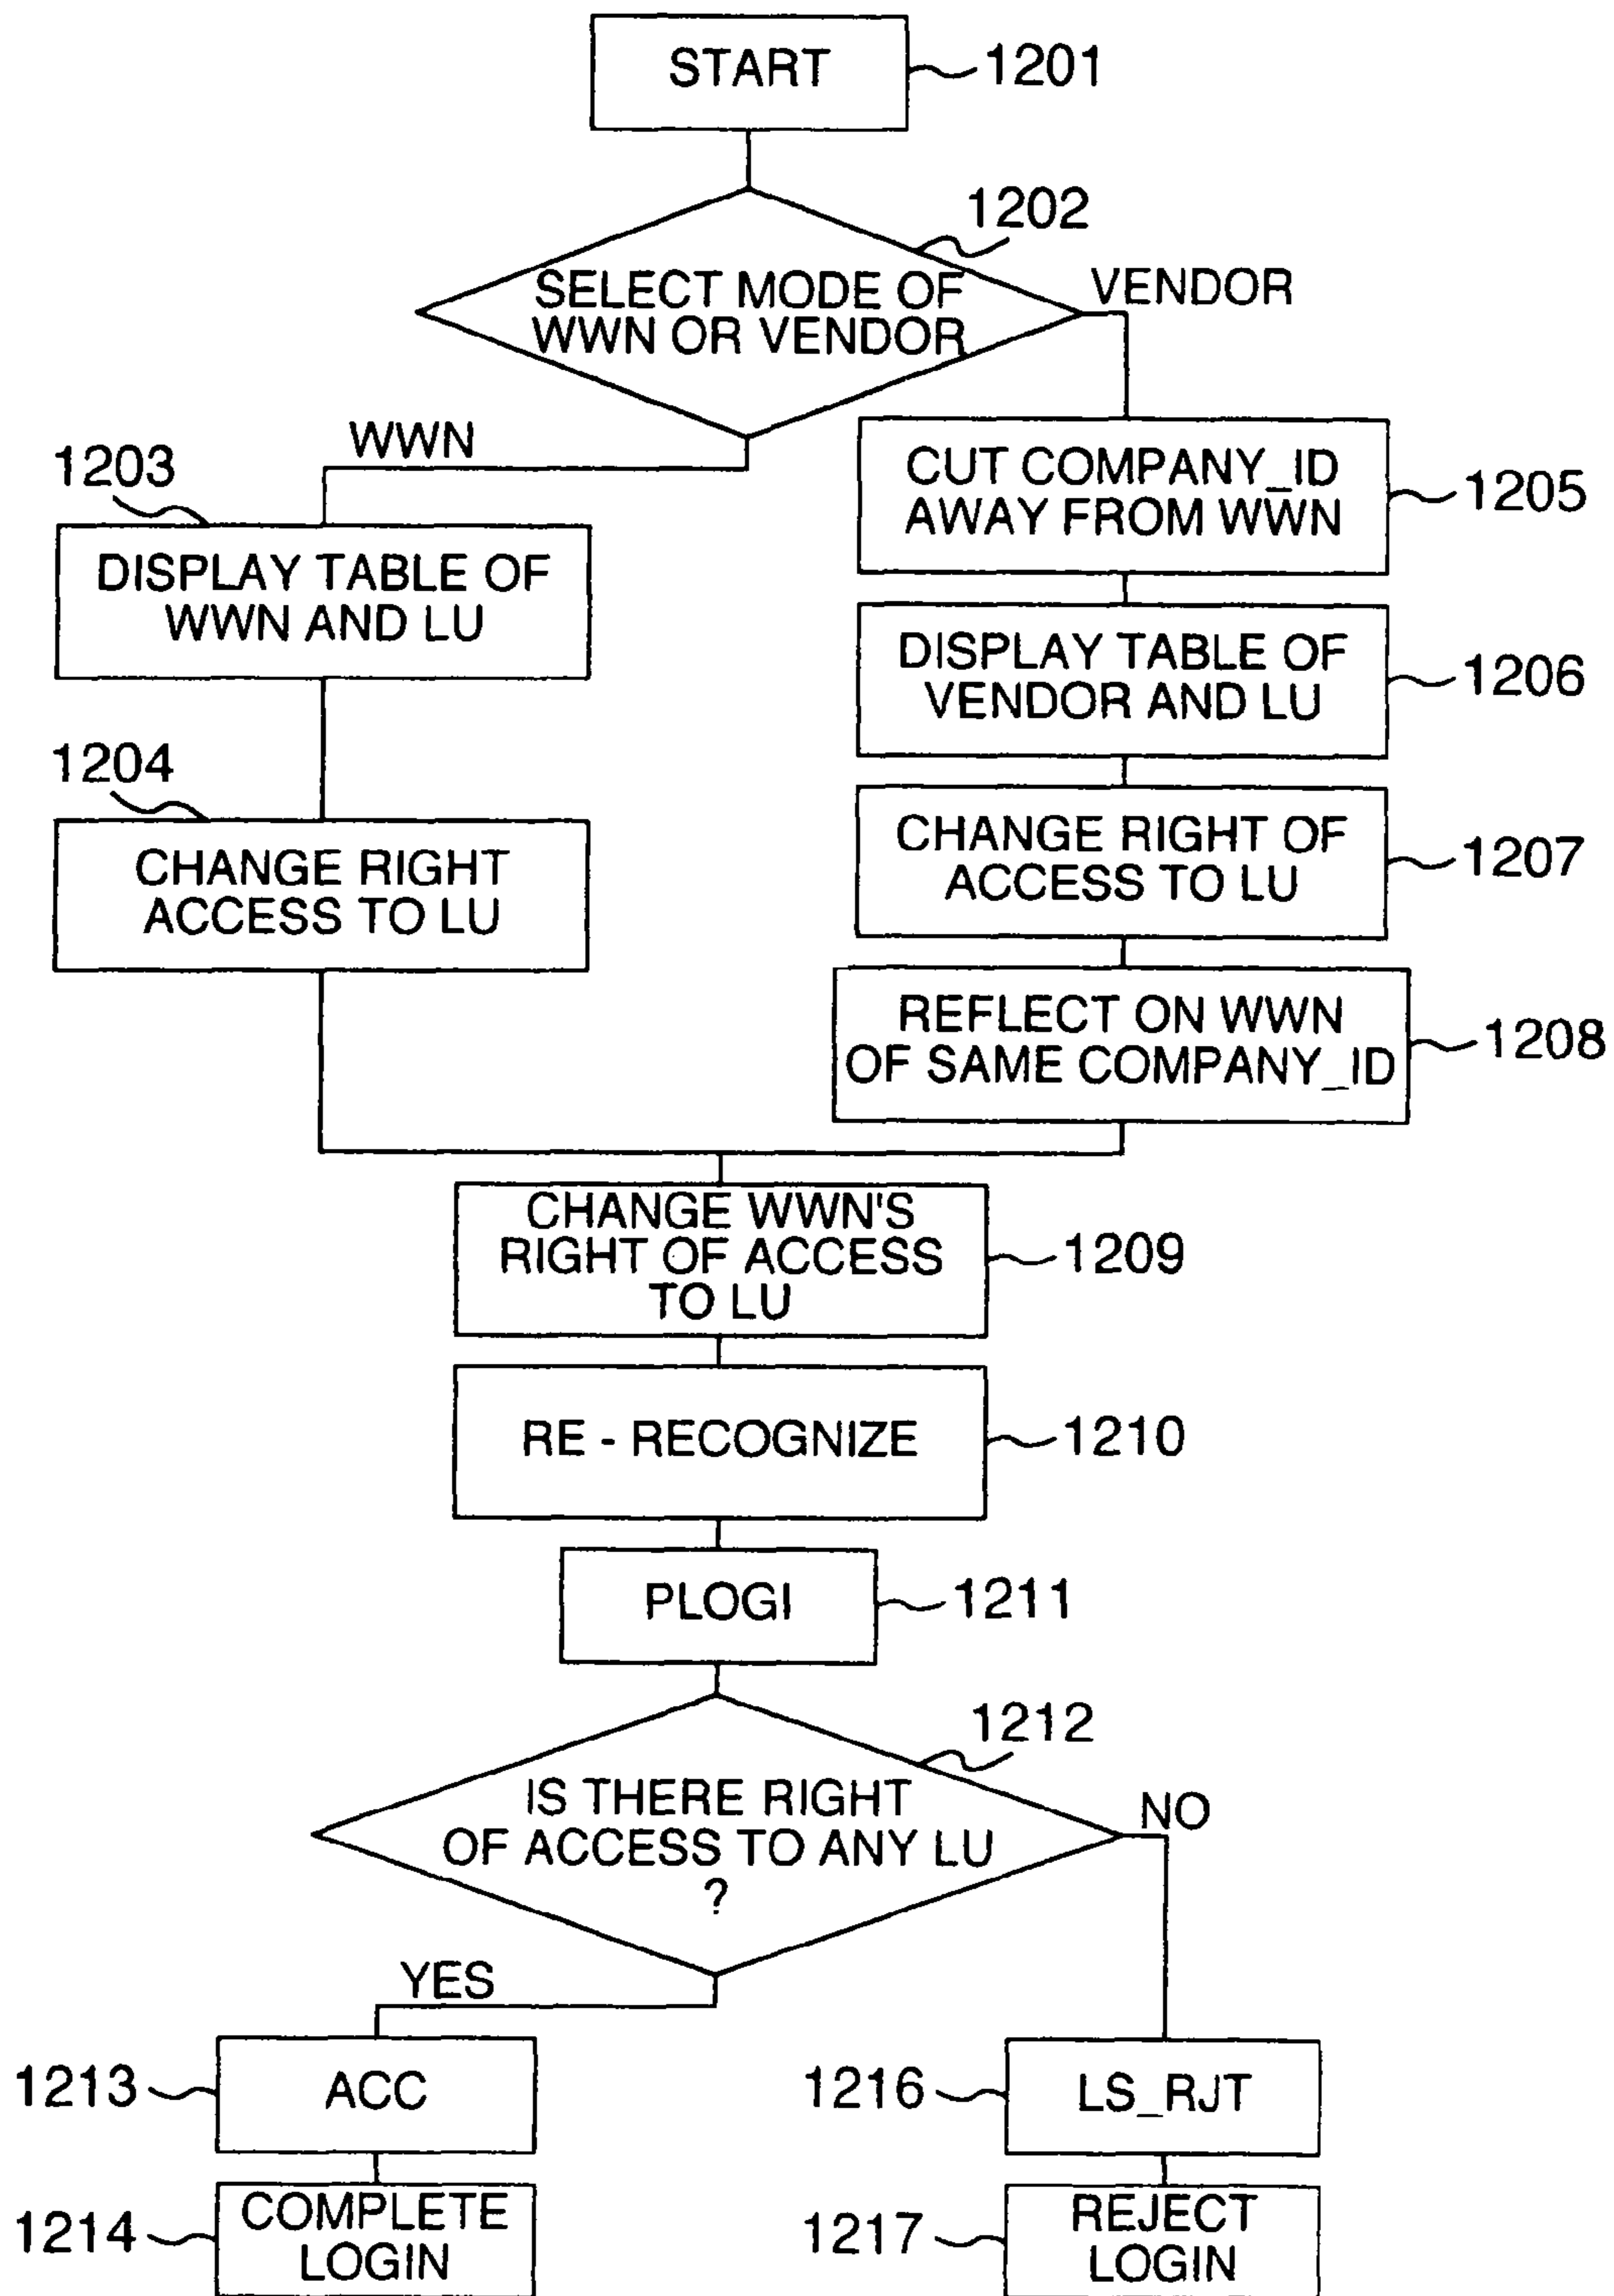 START
1201
1202
SELECT MODE OF
WWN OR VENDOR
VENDOR
WWN
1203
DISPLAY TABLE OF
WWN AND LU
CUT COMPANY_ID
AWAY FROM WWN
1205
DISPLAY TABLE OF
VENDOR AND LU
1206
1204
CHANGE RIGHT
ACCESS TO LU
CHANGE RIGHT OF
ACCESS TO LU
1207
REFLECT ON WWN
OF SAME COMPANY_ID
1208
CHANGE WWN'S
RIGHT OF ACCESS
TO LU
1209
RE - RECOGNIZE
1210
PLOGI
1211
1212
IS THERE RIGHT
OF ACCESS TO ANY LU
?
NO
YES
1213
ACC
1216
LS_RJT
1214
COMPLETE
LOGIN
1217
REJECT
LOGIN